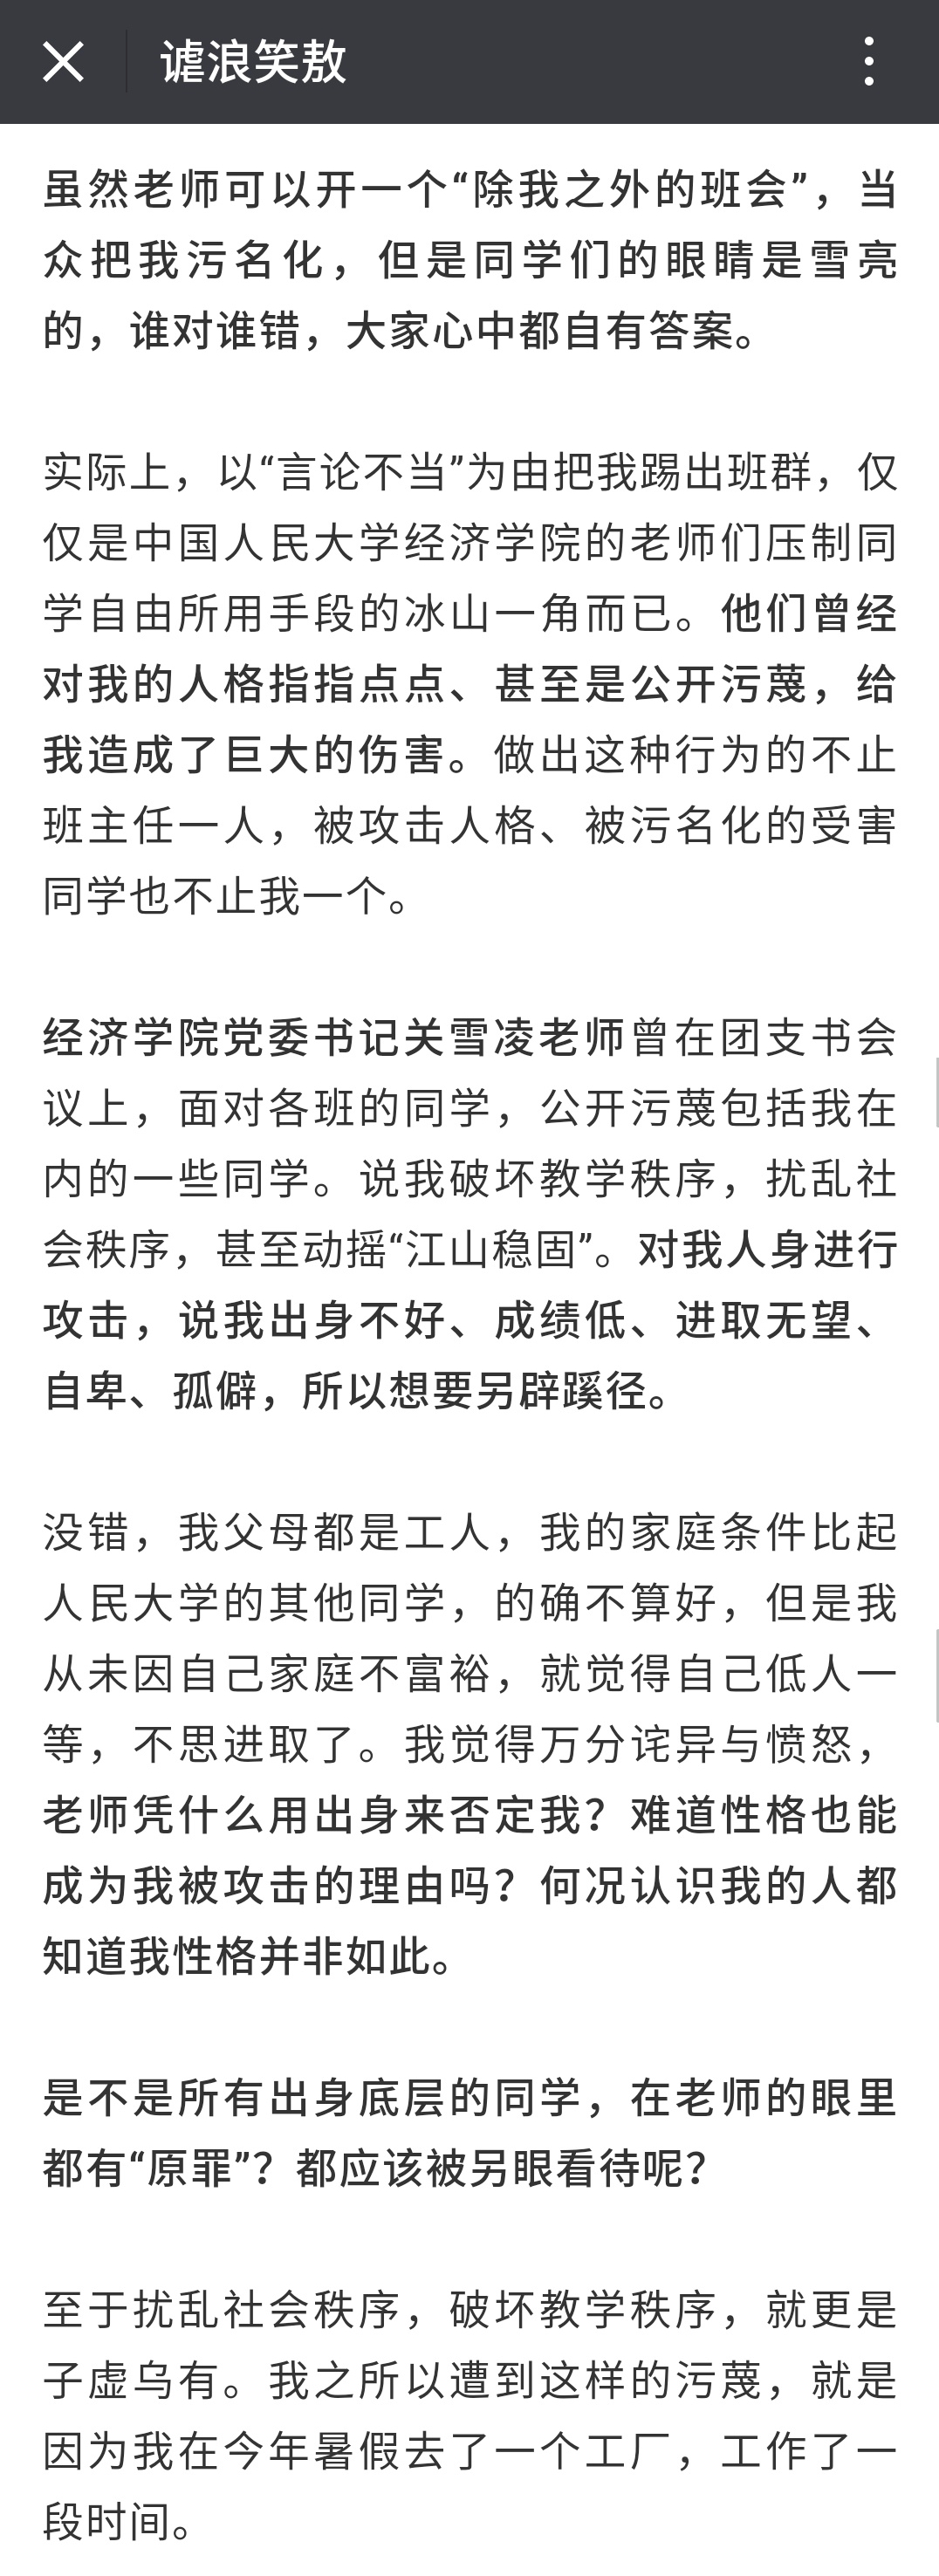 谑浪笑敖
虽然老师可以开一个“除我之外的班会”，当
众把我污名化，但是同学们的眼睛是雪亮
的，谁对谁错，大家心中都自有答案。
实际上，以“言论不当”为由把我踢出班群，仅
仅是中国人民大学经济学院的老师们压制同
学自由所用手段的冰山一角而已。他们曾经
对我的人格指指点点、甚至是公开污蔑，给
我造成了巨大的伤害。做出这种行为的不止
班主任一人，被攻击人格、被污名化的受害
同学也不止我一个。
经济学院党委书记关雪凌老师曾在团支书会
议上，面对各班的同学，公开污蔑包括我在
内的一些同学。说我破坏教学秩序，扰乱社
会秩序，甚至动摇“江山稳固”。对我人身进行
攻击，说我出身不好、成绩低、进取无望、
自卑、孤僻，所以想要另辟蹊径。
没错，我父母都是工人，我的家庭条件比起
人民大学的其他同学，的确不算好，但是我
从未因自己家庭不富裕，就觉得自己低人一
等，不思进取了。我觉得万分诧异与愤怒，
老师凭什么用出身来否定我？难道性格也能
成为我被攻击的理由吗？何况认识我的人都
知道我性格并非如此。
是不是所有出身底层的同学，在老师的眼里
都有“原罪”？都应该被另眼看待呢？
至于扰乱社会秩序，破坏教学秩序，就更是
子虚乌有。我之所以遭到这样的污蔑，就是
因为我在今年暑假去了一个工厂，工作了一
段时间。